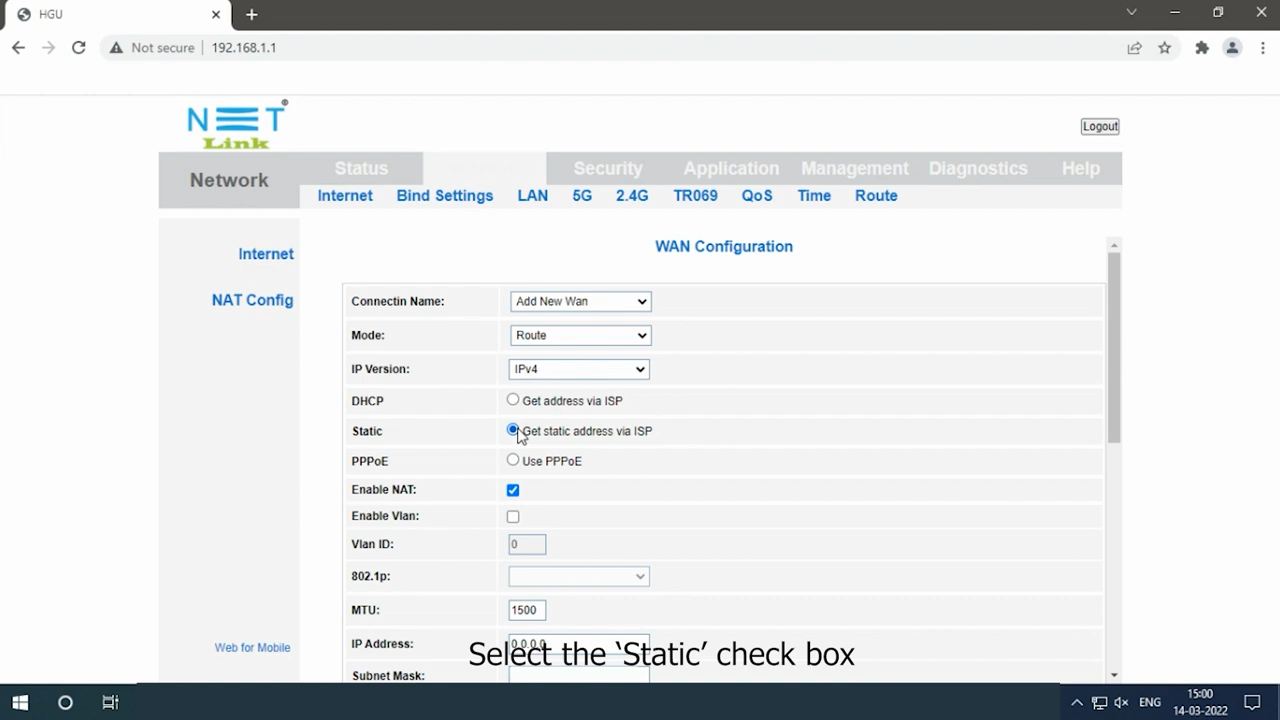 HGU
Not secure
192.168.1.1
NET
Link
®
Logout
Network
Status
Security
Application
Management
Diagnostics
Help
Internet
Bind Settings
LAN
5G
2.4G
TR069
QoS
Time
Route
Internet
NAT Config
Web for Mobile
WAN Configuration
Connectin Name: Add New Wan
Mode: Route
IP Version: IPv4
DHCP Get address via ISP
Static Get static address via ISP
PPPoE Use PPPoE
Enable NAT:
Enable Vlan:
Vlan ID: 0
802.1p:
MTU: 1500
IP Address: 0.0.0.0
Subnet Mask:
Select the ‘Static’ check box
ENG
15:00
14-03-2022